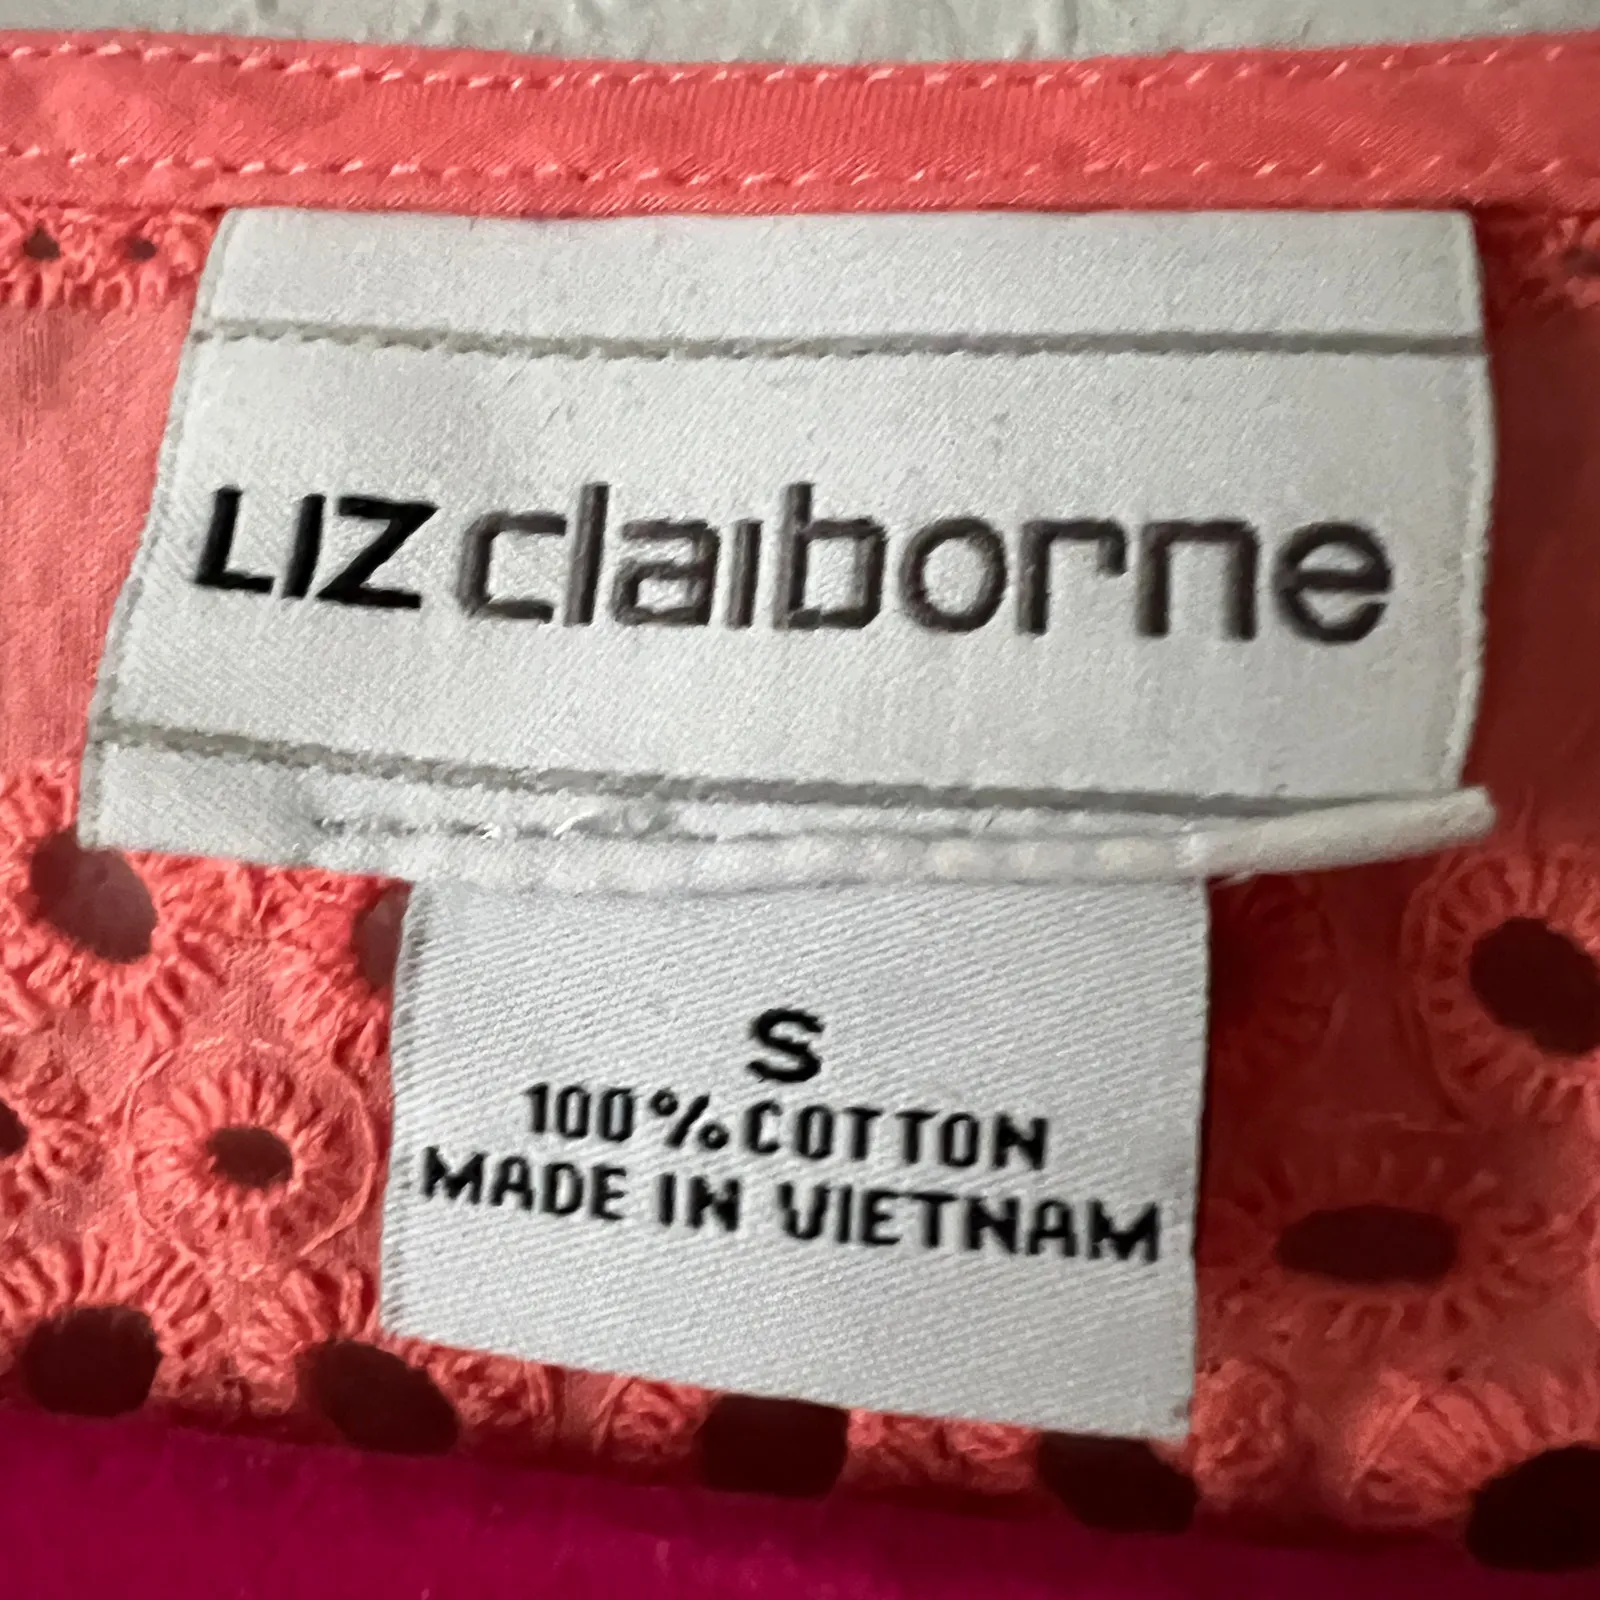 LIZ claiborne
S
100% COTTON
MADE IN VIETNAM